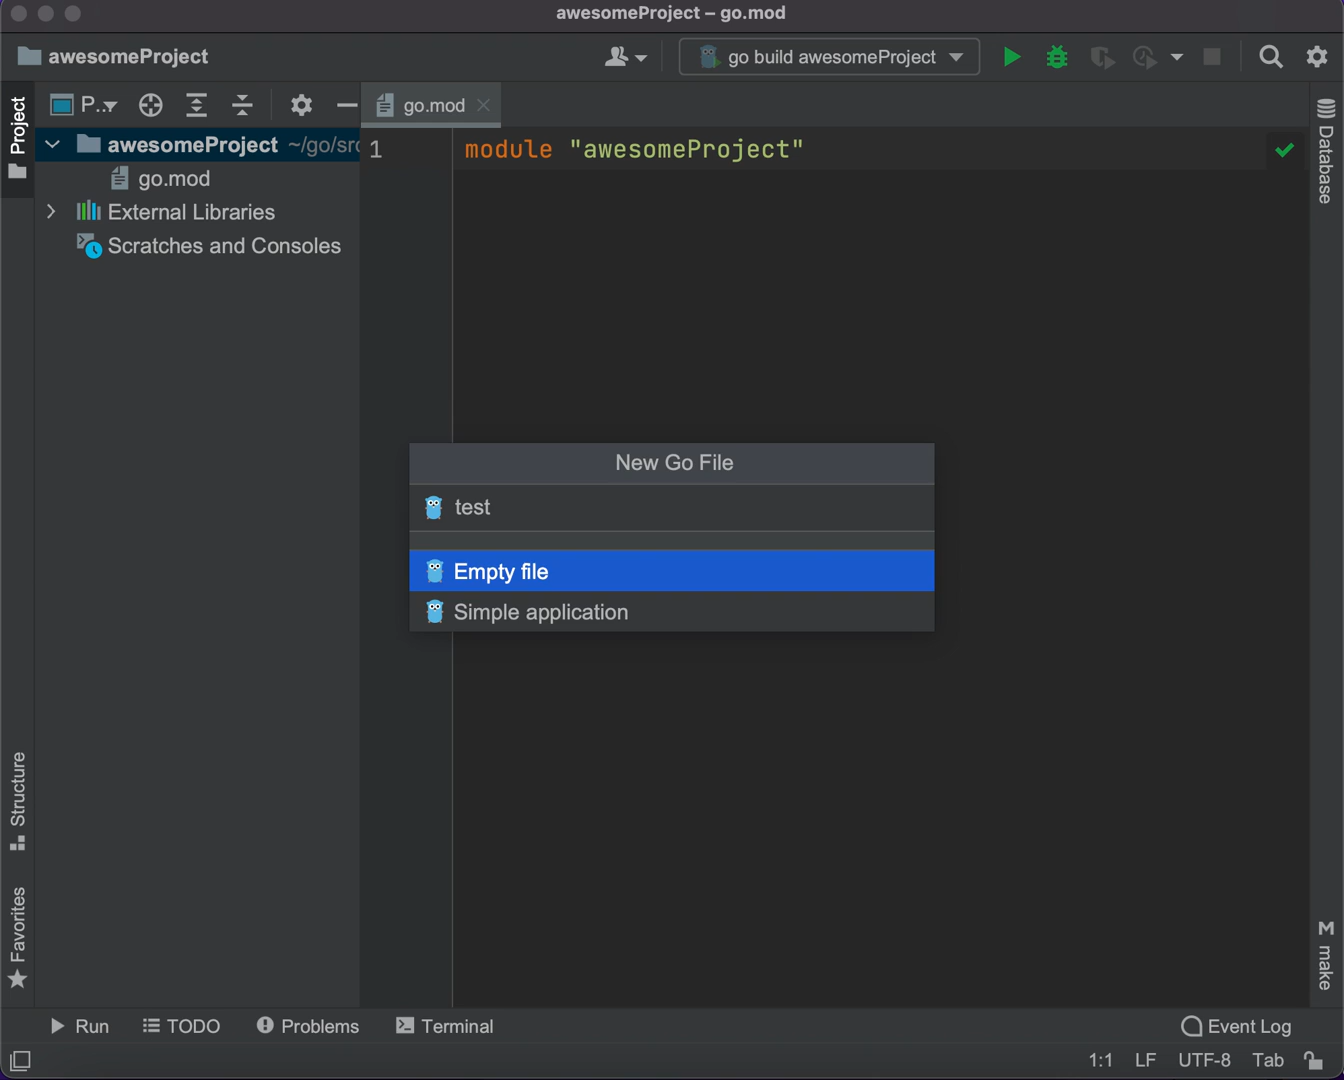 awesomeProject – go.mod
awesomeProject
go build awesomeProject
Project
P..
go.mod
awesomeProject ~/go/src
go.mod
External Libraries
Scratches and Consoles
1
module "awesomeProject"
Database
New Go File
test
Empty file
Simple application
Structure
Favorites
M make
Run
TODO
Problems
Terminal
Event Log
1:1 LF UTF-8 Tab